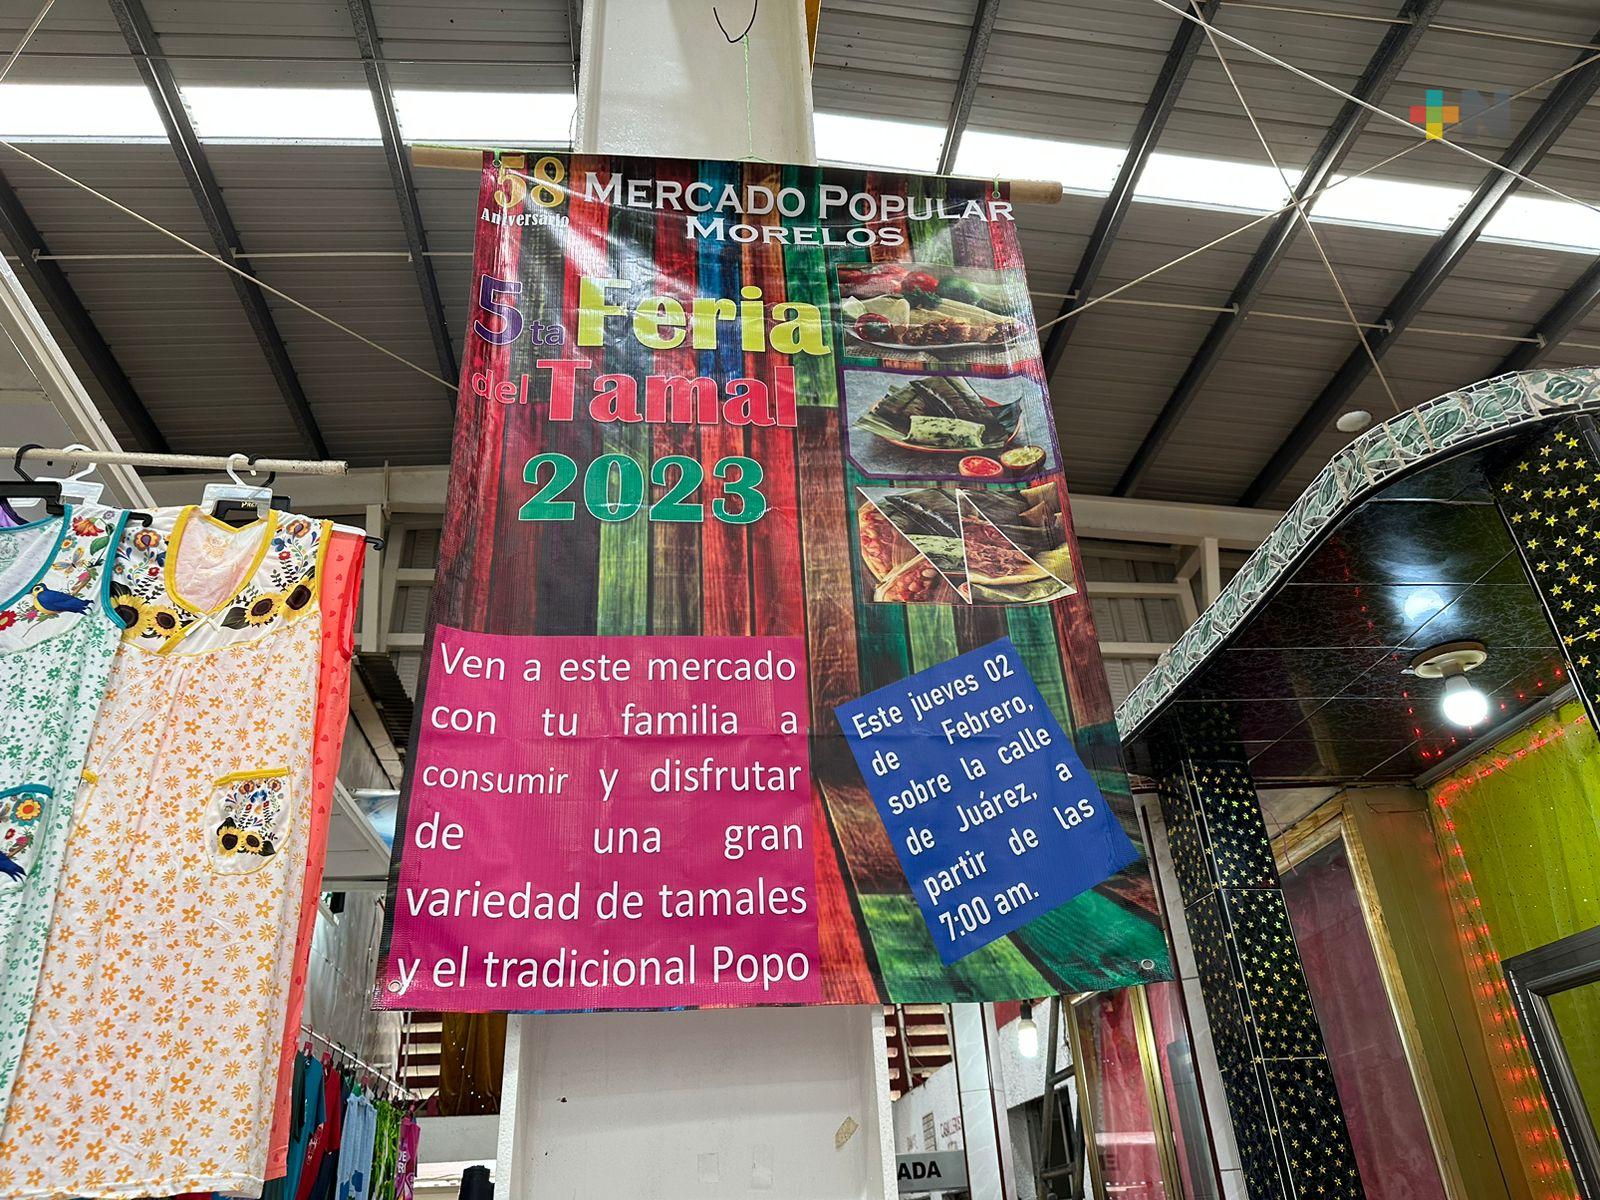 58 MERCADO POPULAR
Aniversario MORELOS
5ta Feria
del Tamal
2023
Ven a este mercado
con tu familia a
consumir y disfrutar
de una gran
variedad de tamales
y el tradicional Popo
Este jueves 02
de Febrero,
sobre la calle
de Juárez, a
partir de las
7:00 am.
+N
ADA